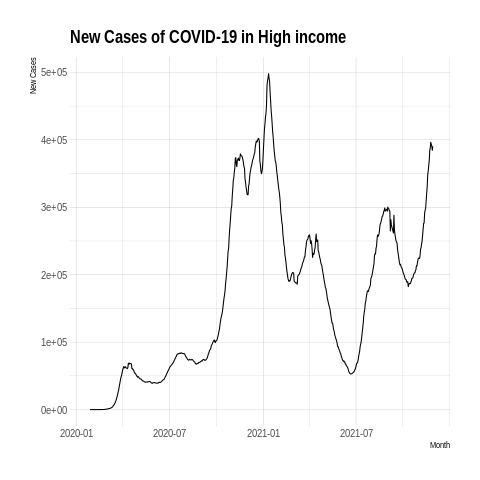 New Cases of COVID-19 in High income
New Cases
5e+05
4e+05
3e+05
2e+05
1e+05
0e+00
2020-01 2020-07 2021-01 2021-07
Month